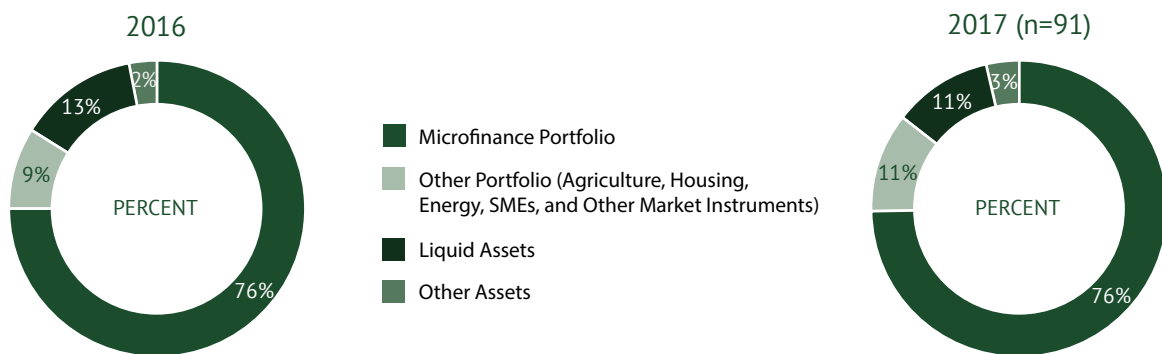 2016
2%
13%
9%
PERCENT
76%
Microfinance Portfolio
Other Portfolio (Agriculture, Housing,
Energy, SMEs, and Other Market Instruments)
Liquid Assets
Other Assets
2017 (n=91)
3%
11%
11%
PERCENT
76%